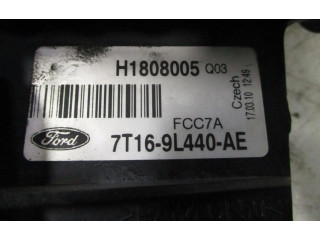 H1808005 Q03
Czech
17.03.10 12:49
FCC7A
Ford
7T16-9L440-AE